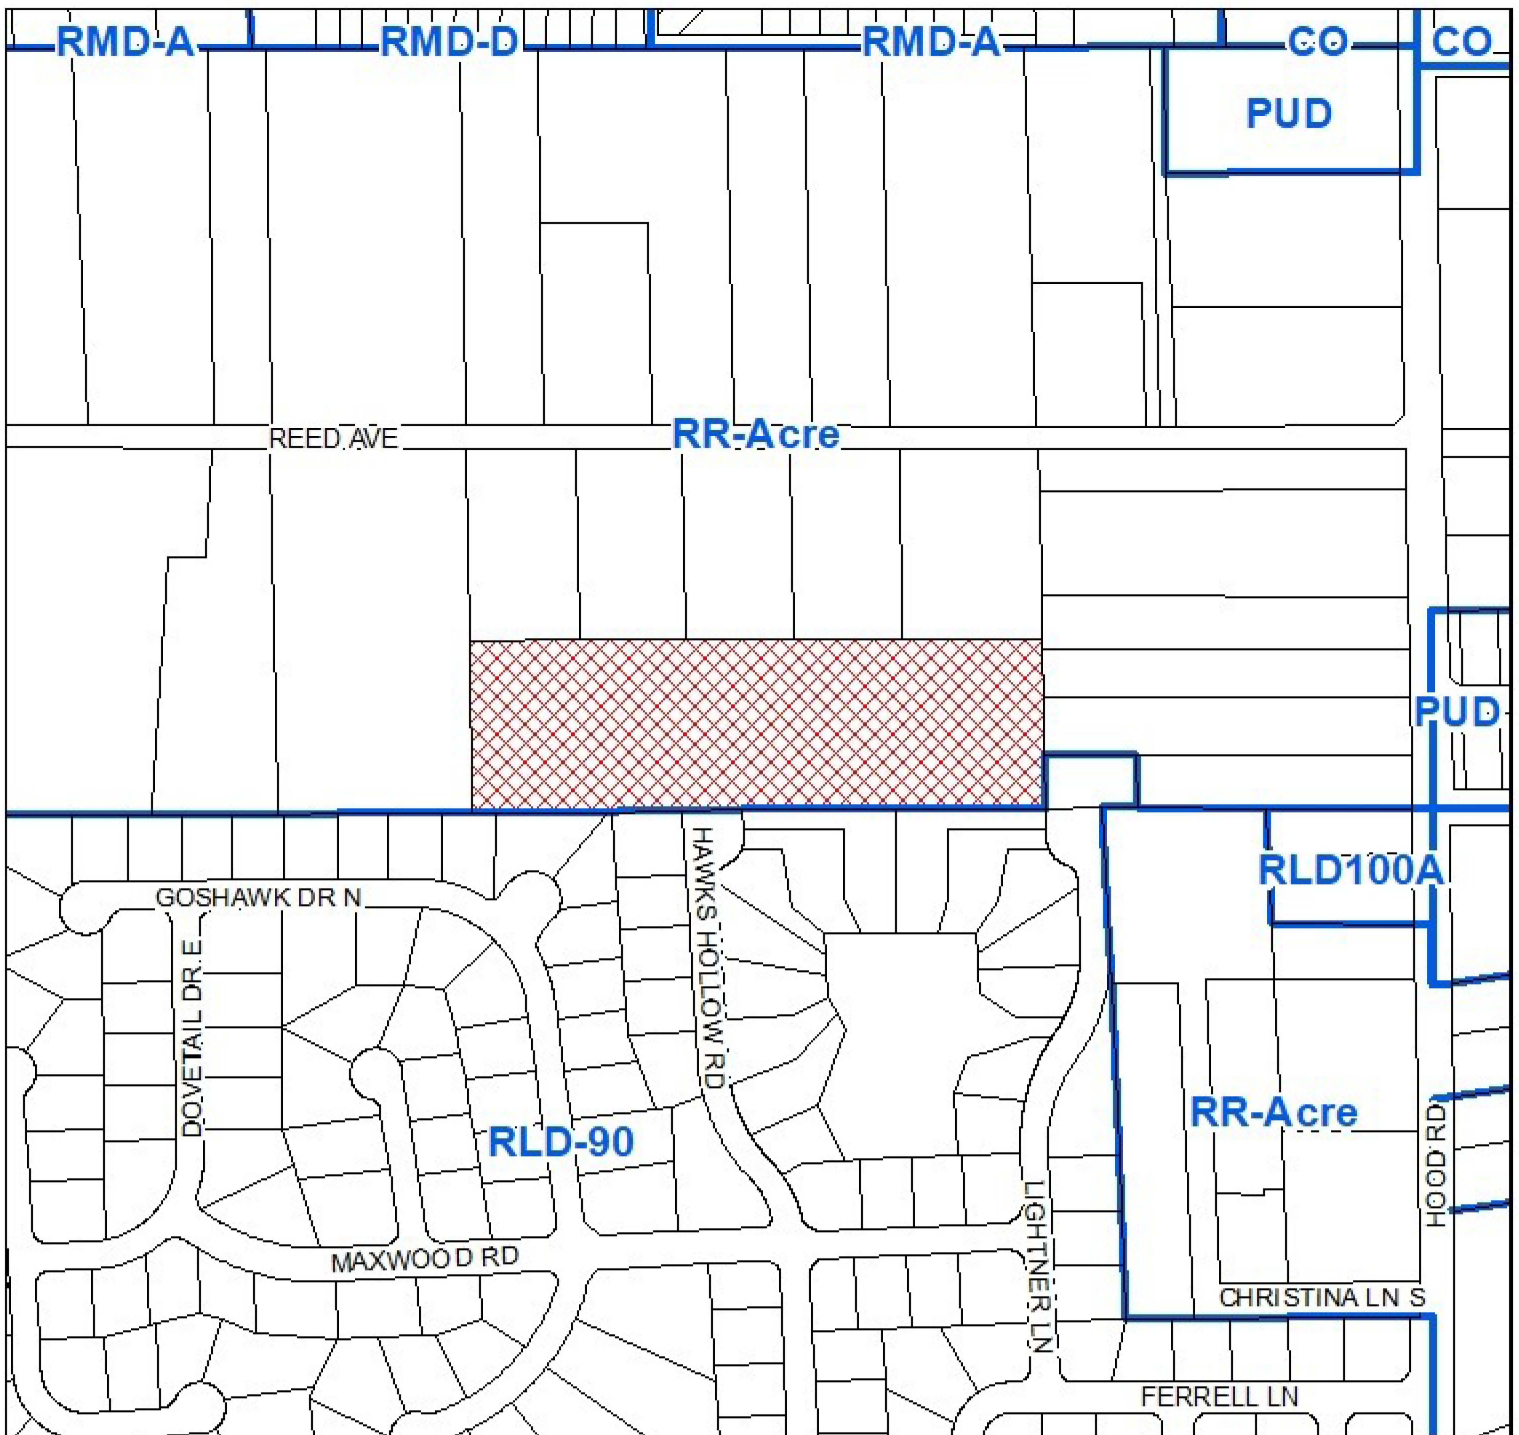 RMD-A
RMD-D
RMD-A
CO
CO
PUD
REED AVE
RR-Acre
PUD
RLD100A
GOSHAWK DR N
HAWKS HOLLOW RD
DOVETAIL DR E
RLD-90
RR-Acre
HOOD RD
MAXWOOD RD
LIGHTNER LN
CHRISTINA LN S
FERRELL LN